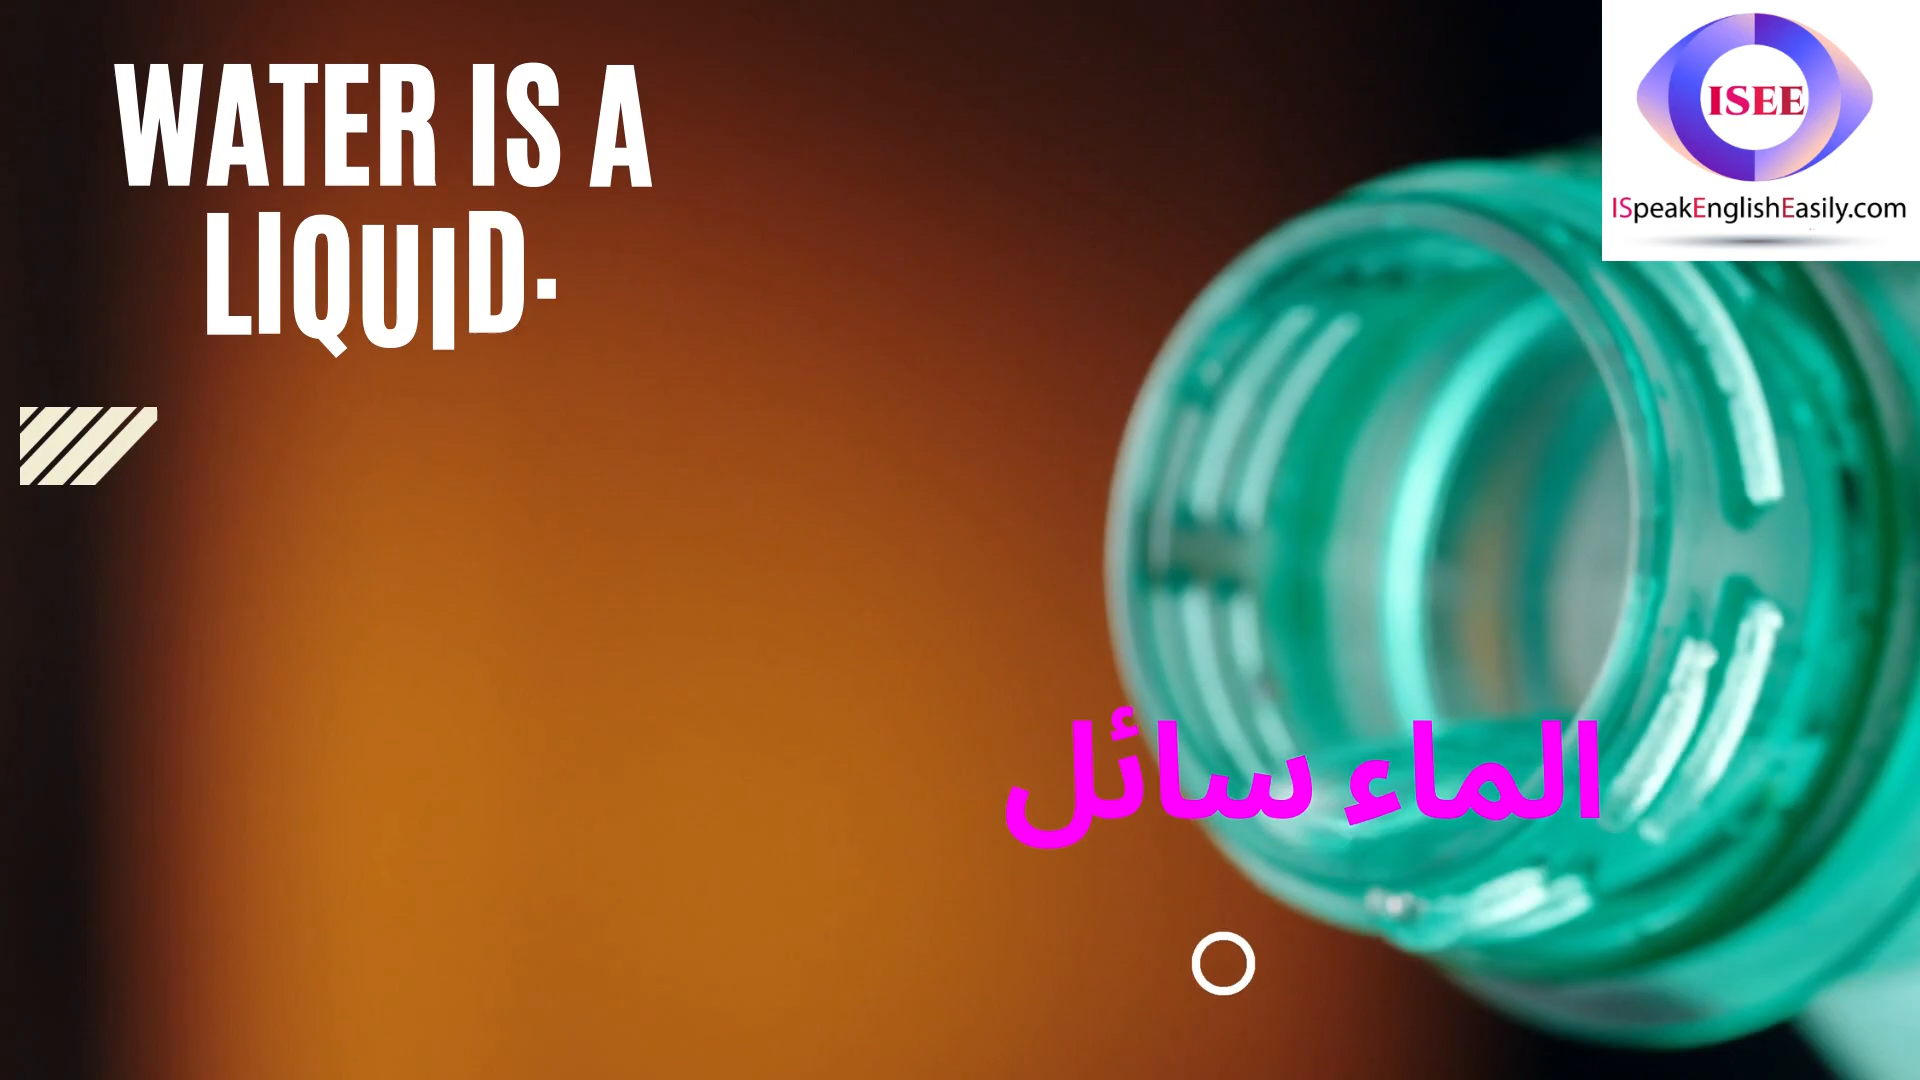 WATER IS A
LIQUID.
ISEE
ISpeakEnglishEasily.com
الماء سائل